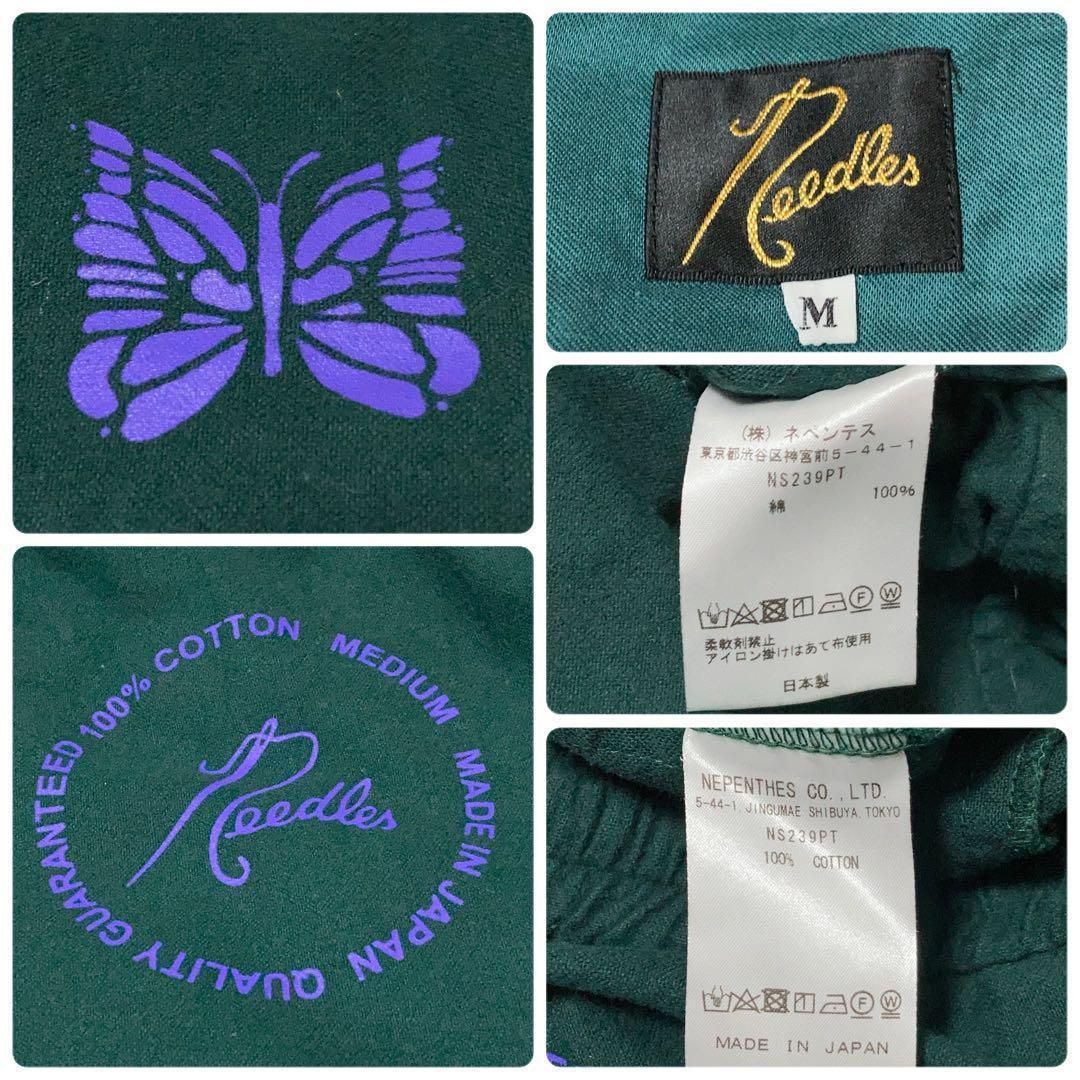 Needles
M
(株) ネペンテス
東京都渋谷区神宮前5-44-1
NS239PT
綿 100%
F W
柔軟剤禁止
アイロン掛けはあて布使用
日本製
100% COTTON MEDIUM MADE IN JAPAN QUALITY GUARANTEED
Needles
NEPENTHES CO.,LTD.
5-44-1, JINGUMAE SHIBUYA, TOKYO
NS239PT
100% COTTON
F W
MADE IN JAPAN